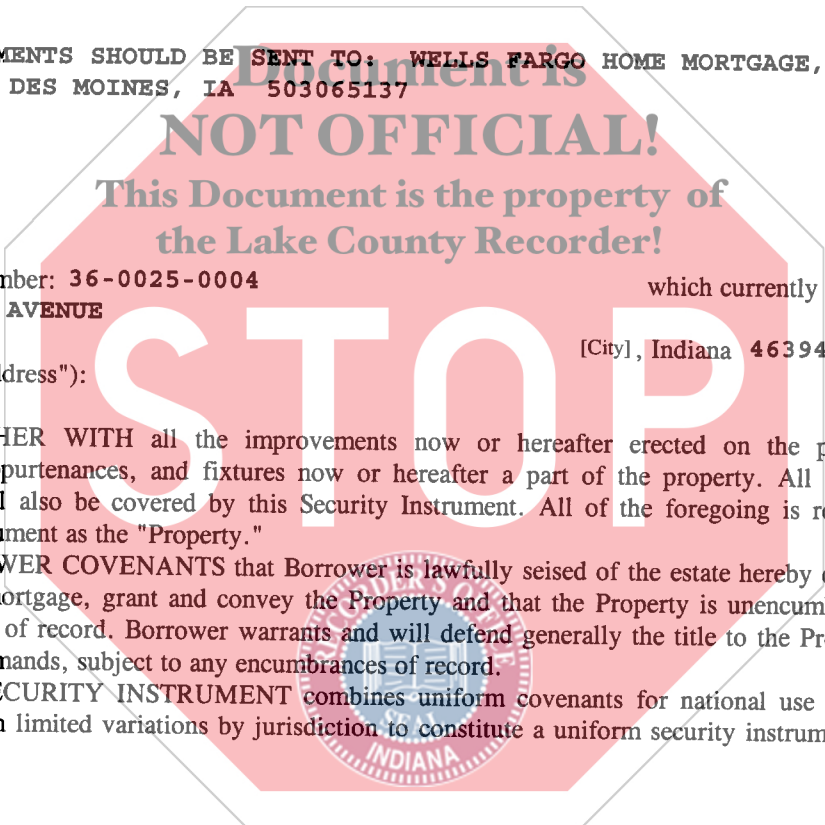 MENTS SHOULD BE SENT TO: WELLS FARGO HOME MORTGAGE,
DES MOINES, IA 503065137
Document is
NOT OFFICIAL!
This Document is the property of
the Lake County Recorder!
nber: 36-0025-0004
which currently
AVENUE
[City], Indiana 46394
dress"):
STOP
HER WITH all the improvements now or hereafter erected on the p
purtenances, and fixtures now or hereafter a part of the property. All
l also be covered by this Security Instrument. All of the foregoing is re
ument as the "Property."
WER COVENANTS that Borrower is lawfully seised of the estate hereby
ortgage, grant and convey the Property and that the Property is unencum
of record. Borrower warrants and will defend generally the title to the Pr
mands, subject to any encumbrances of record.
ECURITY INSTRUMENT combines uniform covenants for national use
limited variations by jurisdiction to constitute a uniform security instrum
RECORDER'S OFFICE
SEAL
INDIANA